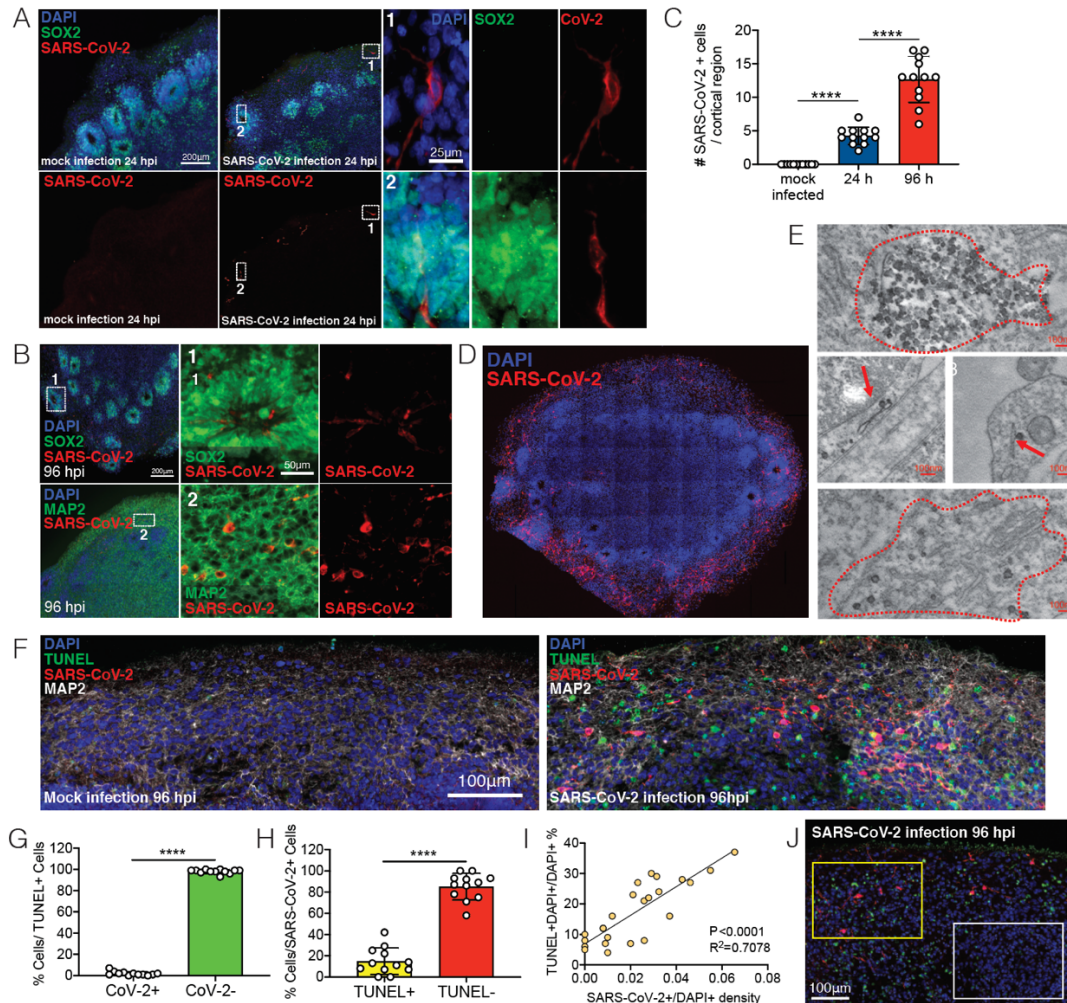 A
DAPI
SOX2
SARS-CoV-2
mock infection 24 hpi
200µm
1
2
SARS-CoV-2 infection 24 hpi
1
DAPI
25µm
SOX2
CoV-2
SARS-CoV-2
mock infection 24 hpi
SARS-CoV-2
1
2
SARS-CoV-2 infection 24 hpi
2
C
# SARS-CoV-2 + cells
/ cortical region
20
15
10
5
0
****
****
mock
infected
24 h
96 h
B
1
DAPI
SOX2
SARS-CoV-2
96 hpi
200µm
1
1
SOX2
SARS-CoV-2
50µm
SARS-CoV-2
DAPI
MAP2
SARS-CoV-2
2
96 hpi
2
MAP2
SARS-CoV-2
SARS-CoV-2
D
DAPI
SARS-CoV-2
E
100nm
100nm
F
DAPI
TUNEL
SARS-CoV-2
MAP2
Mock infection 96 hpi
100µm
DAPI
TUNEL
SARS-CoV-2
MAP2
SARS-CoV-2 infection 96hpi
G
% Cells/ TUNEL+ Cells
120
100
80
60
40
20
0
****
CoV-2+
CoV-2-
H
% Cells/SARS-CoV-2+ Cells
120
100
80
60
40
20
0
****
TUNEL+
TUNEL-
I
TUNEL+DAPI+/DAPI+ %
40
30
20
10
0
0.00
0.02
0.04
0.06
0.08
P<0.0001
R²=0.7078
SARS-CoV-2+/DAPI+ density
J
SARS-CoV-2 infection 96 hpi
100µm